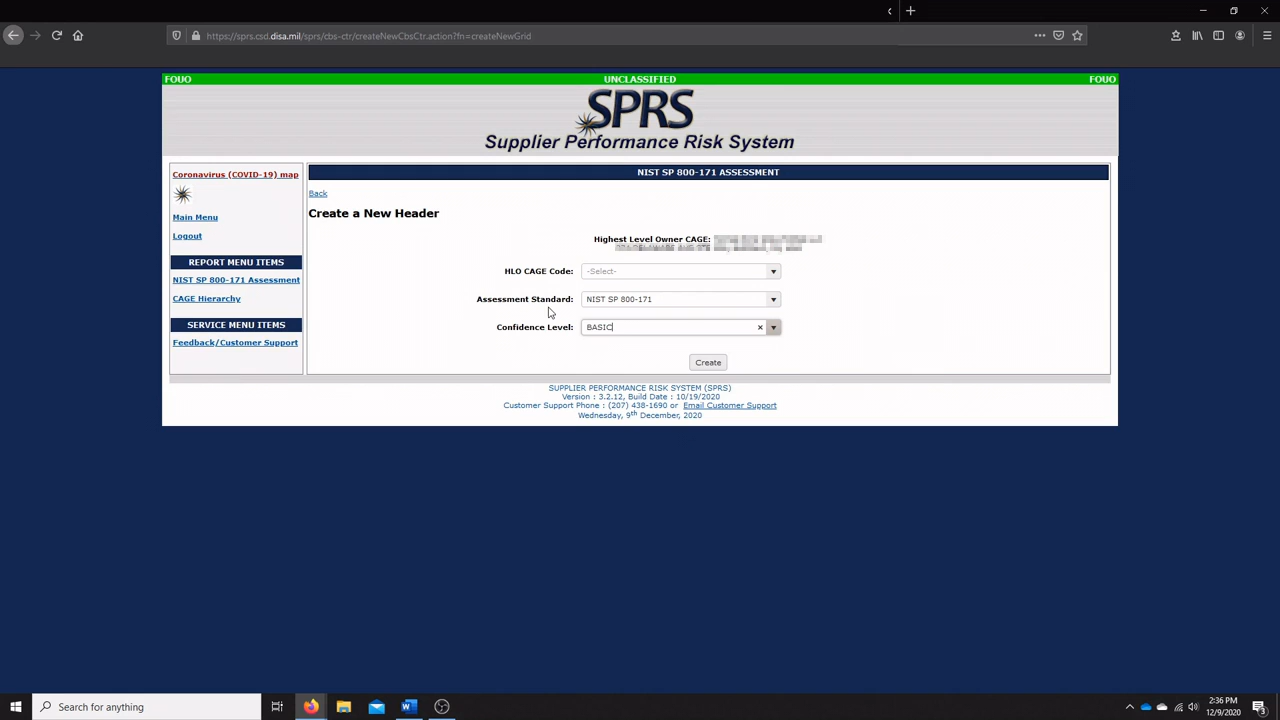 https://sprs.csd.disa.mil/sprs/cbs-ctr/createNewCbsCtr.action?fn=createNewGrid
FOUO UNCLASSIFIED FOUO
SPRS
Supplier Performance Risk System
Coronavirus (COVID-19) map
Main Menu
Logout
REPORT MENU ITEMS
NIST SP 800-171 Assessment
CAGE Hierarchy
SERVICE MENU ITEMS
Feedback/Customer Support
NIST SP 800-171 ASSESSMENT
Back
Create a New Header
Highest Level Owner CAGE:
HLO CAGE Code: -Select-
Assessment Standard: NIST SP 800-171
Confidence Level: BASIC
Create
SUPPLIER PERFORMANCE RISK SYSTEM (SPRS)
Version : 3.2.12, Build Date : 10/19/2020
Customer Support Phone : (207) 438-1690 or Email Customer Support
Wednesday, 9th December, 2020
Search for anything
2:36 PM
12/9/2020